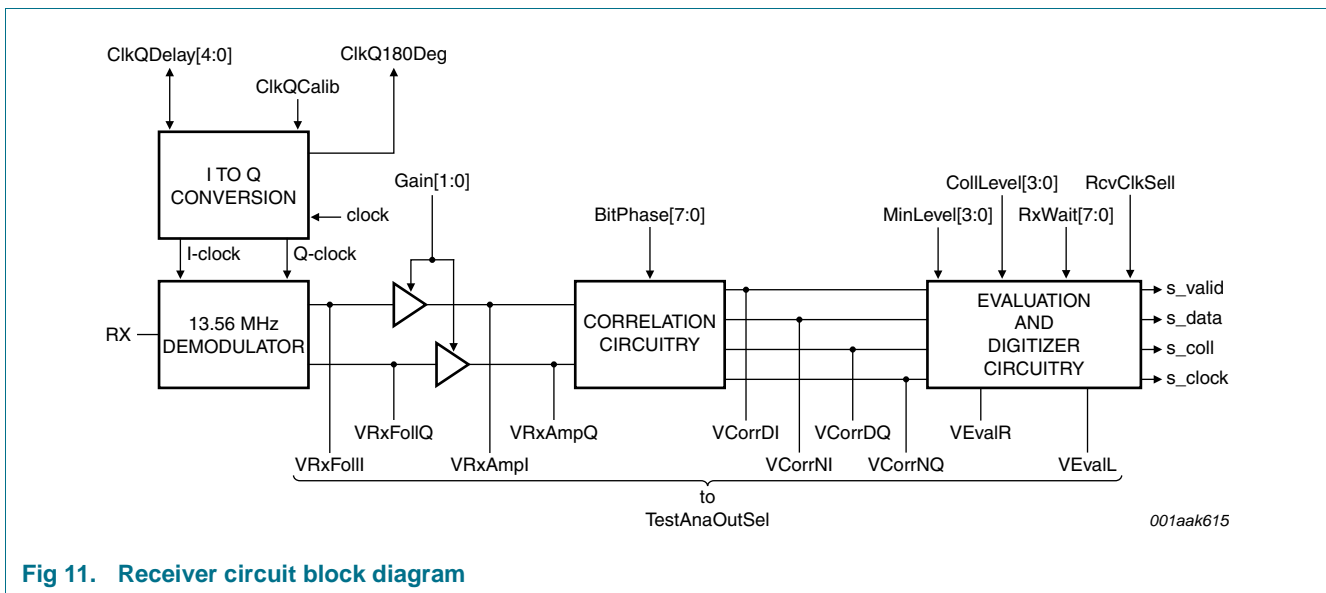 ClkQDelay[4:0]
ClkQ180Deg
ClkQCalib
I TO Q
CONVERSION
clock
I-clock
Q-clock
Gain[1:0]
BitPhase[7:0]
CollLevel[3:0]
RcvClkSell
MinLevel[3:0]
RxWait[7:0]
RX
13.56 MHz
DEMODULATOR
CORRELATION
CIRCUITRY
EVALUATION
AND
DIGITIZER
CIRCUITRY
s_valid
s_data
s_coll
s_clock
VRxFollQ
VRxAmpQ
VCorrDI
VCorrDQ
VEvalR
VRxFollI
VRxAmpI
VCorrNI
VCorrNQ
VEvalL
to
TestAnaOutSel
001aak615
Fig 11. Receiver circuit block diagram